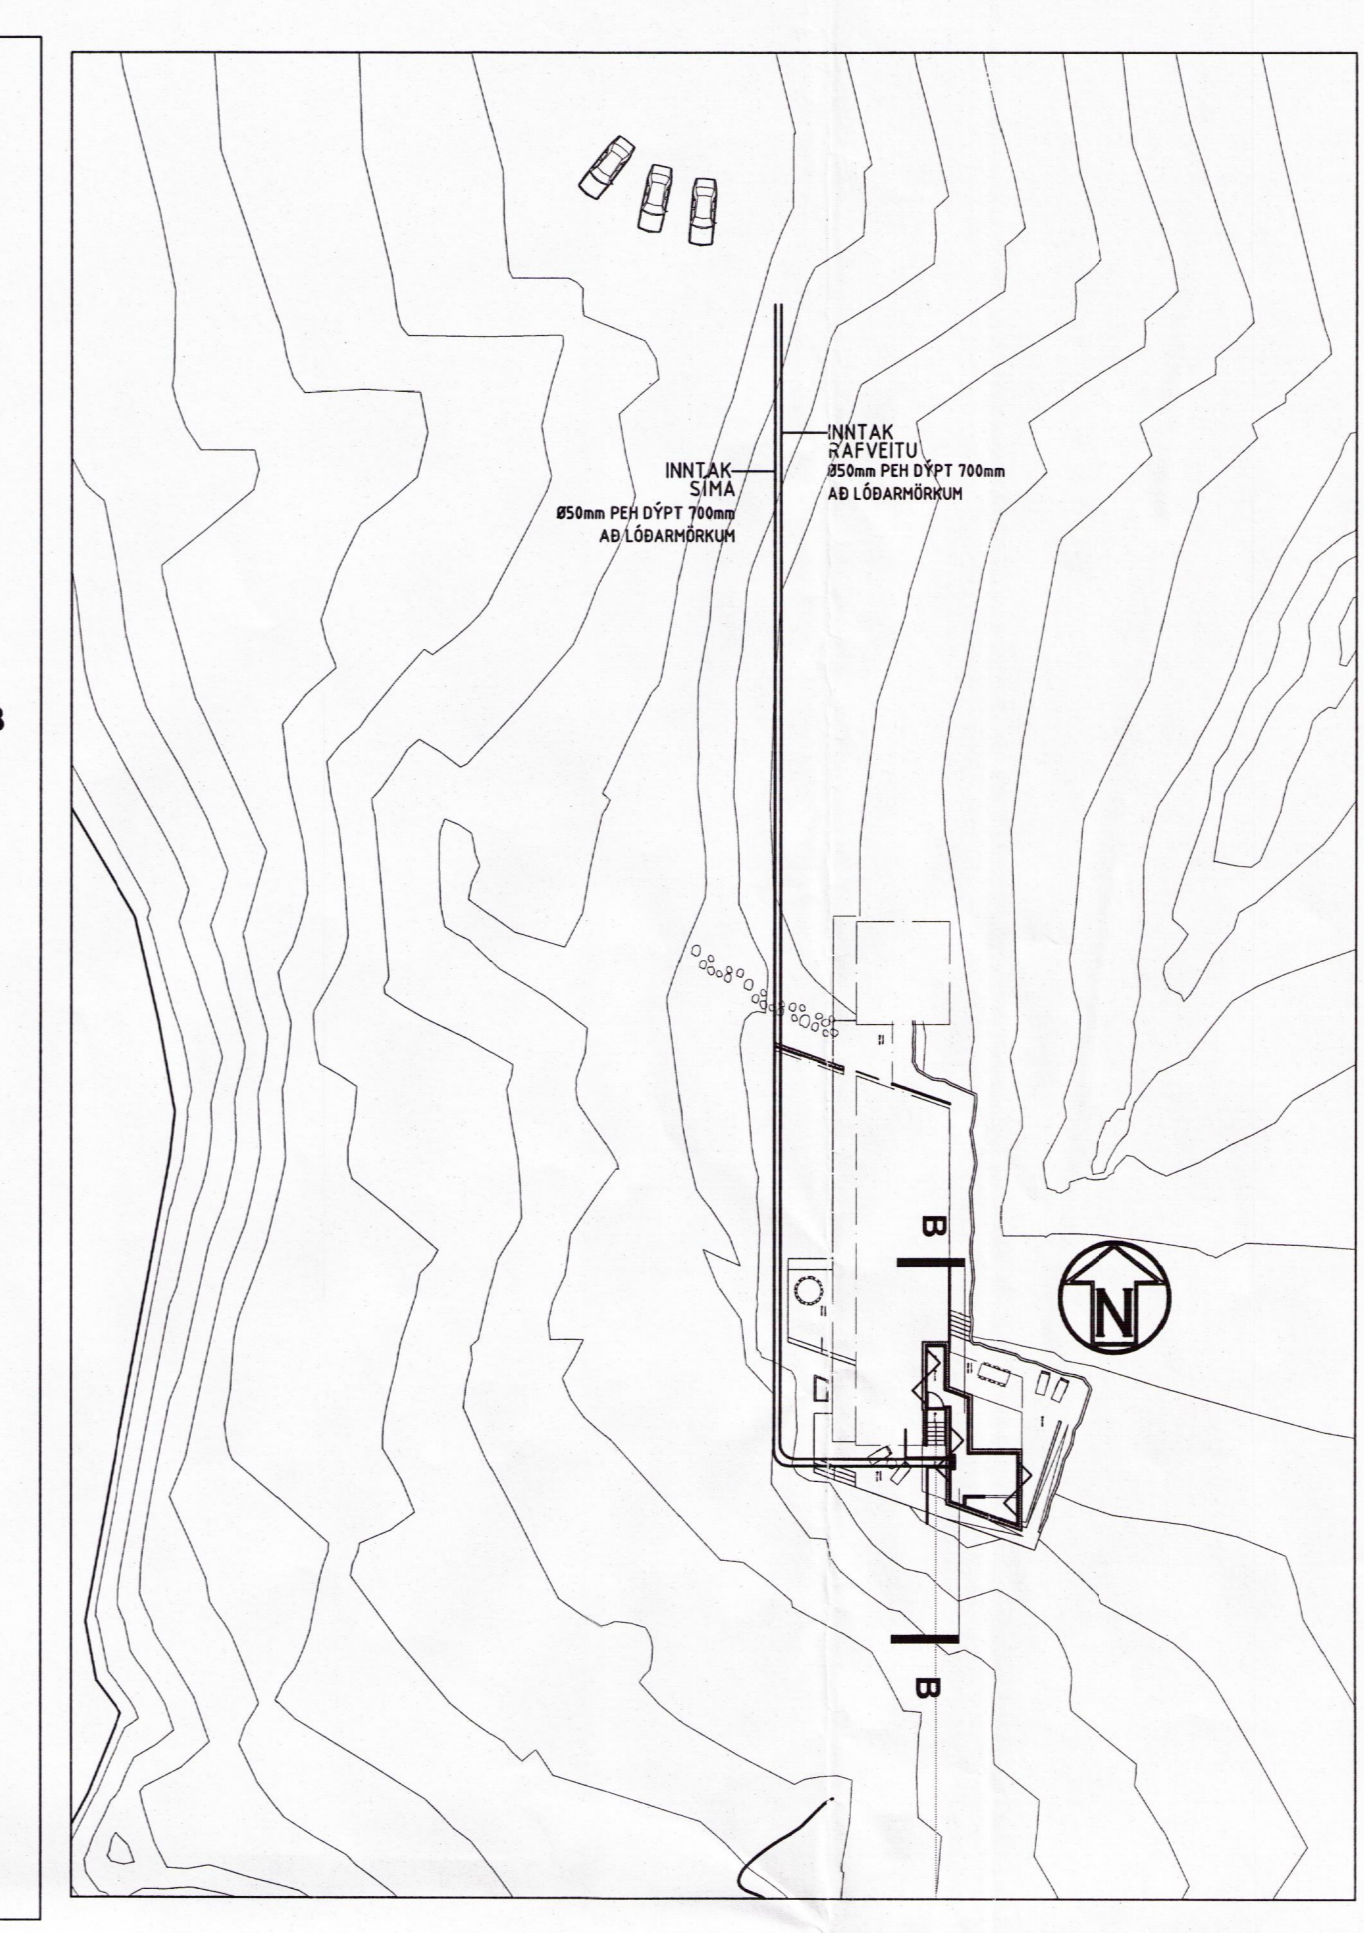 INNTAK
RAFVEITU
Ø50mm PEH DÝPT 700mm
AÐ LÓÐARMÖRKUM
INNTAK
SÍMA
Ø50mm PEH DÝPT 700mm
AÐ LÓÐARMÖRKUM
B
N
B